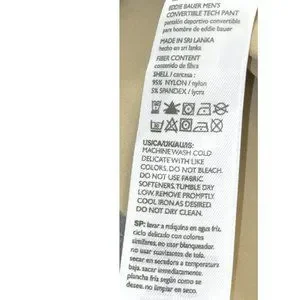 EDDIE BAUER MEN'S
CONVERTIBLE TECH PANT
pantalón deportivo convertible
para hombre de eddie bauer
MADE IN SRI LANKA
hecho en sri lanka
FIBER CONTENT
contenido de fibra
SHELL / carcasa :
95% NYLON / nylon
5% SPANDEX / lycra
US/CA/UK/AU/IS:
MACHINE WASH COLD
DELICATE WITH LIKE
COLORS. DO NOT BLEACH.
DO NOT USE FABRIC
SOFTENERS. TUMBLE DRY
LOW. REMOVE PROMPTLY.
COOL IRON AS DESIRED.
DO NOT DRY CLEAN.
SP: lavar a máquina en agua fría,
ciclo delicado con colores
similares. no usar blanqueador.
no usar suavizante de tela.
secar en secadora a temperatura
baja. sacar inmediatamente.
plancha fría según como se
desee. no limpiar en seco.